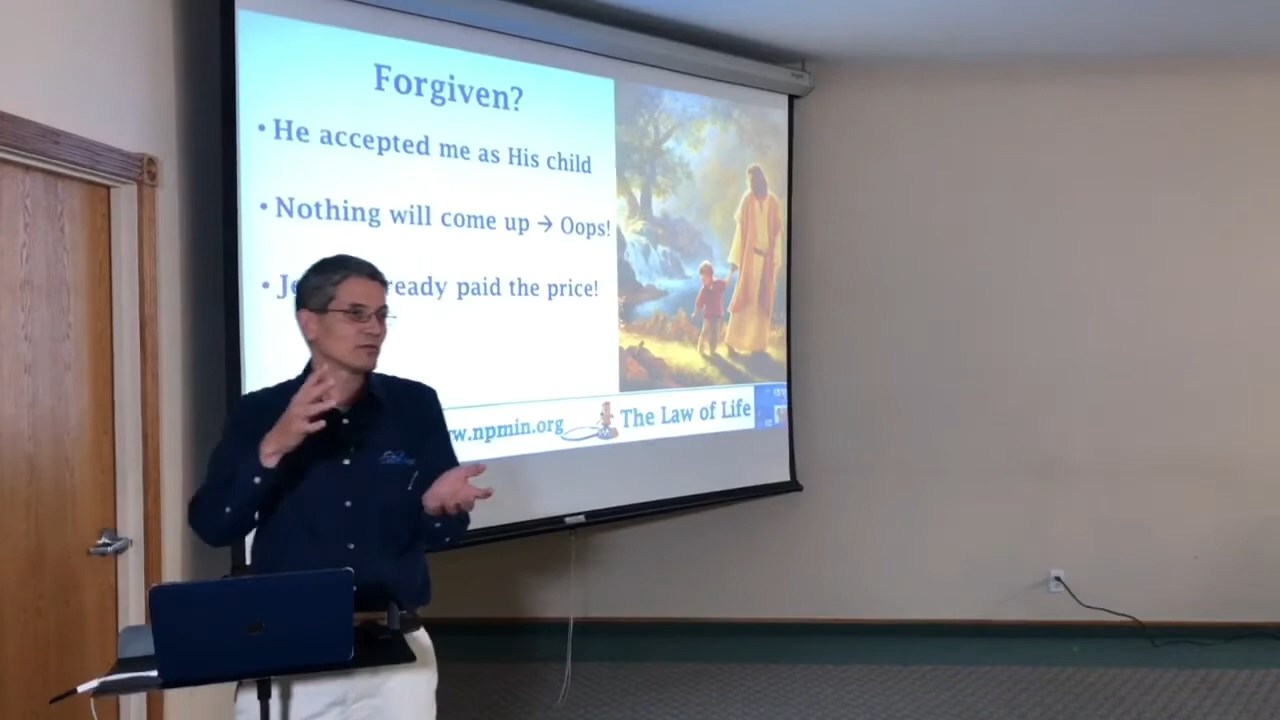 Forgiven?
• He accepted me as His child
• Nothing will come up → Oops!
• Je ready paid the price!
w.npmin.org The Law of Life